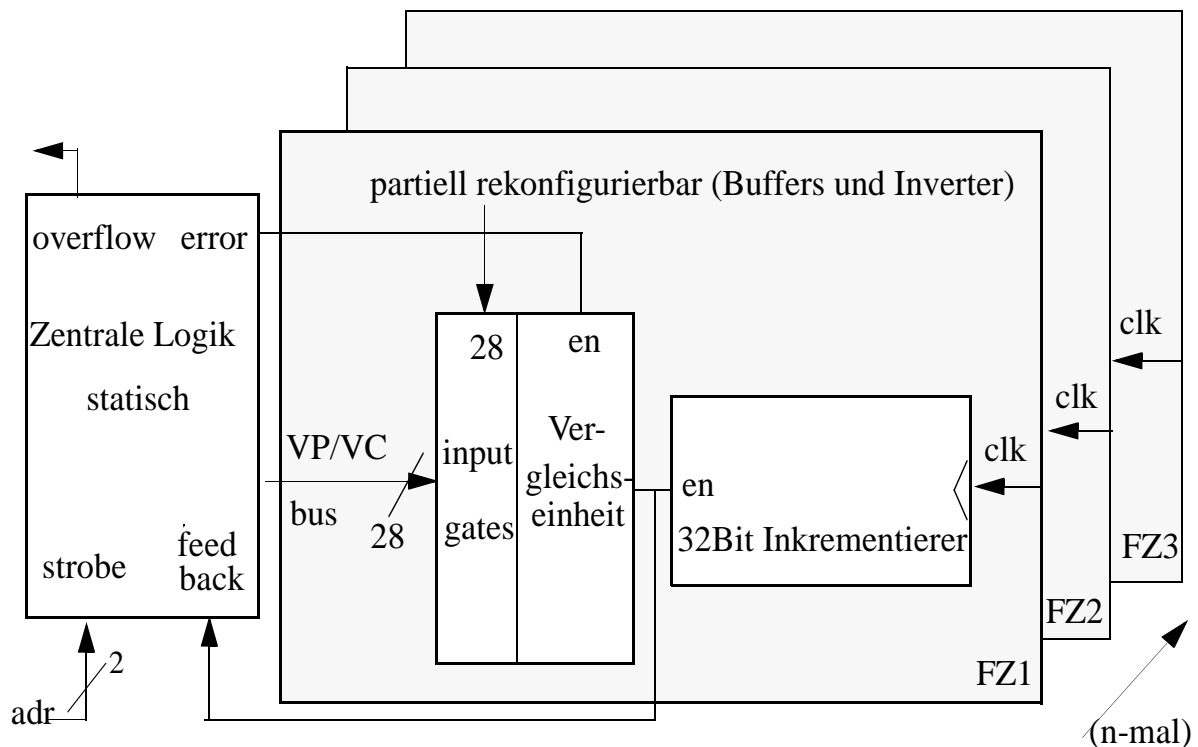 partiell rekonfigurierbar (Buffers und Inverter)
overflow error
Zentrale Logik
statisch
strobe
feed
back
adr
2
VP/VC
bus
28
28
input
gates
en
Ver-
gleichs-
einheit
en
32Bit Inkrementierer
clk
clk
clk
FZ1
FZ2
FZ3
(n-mal)